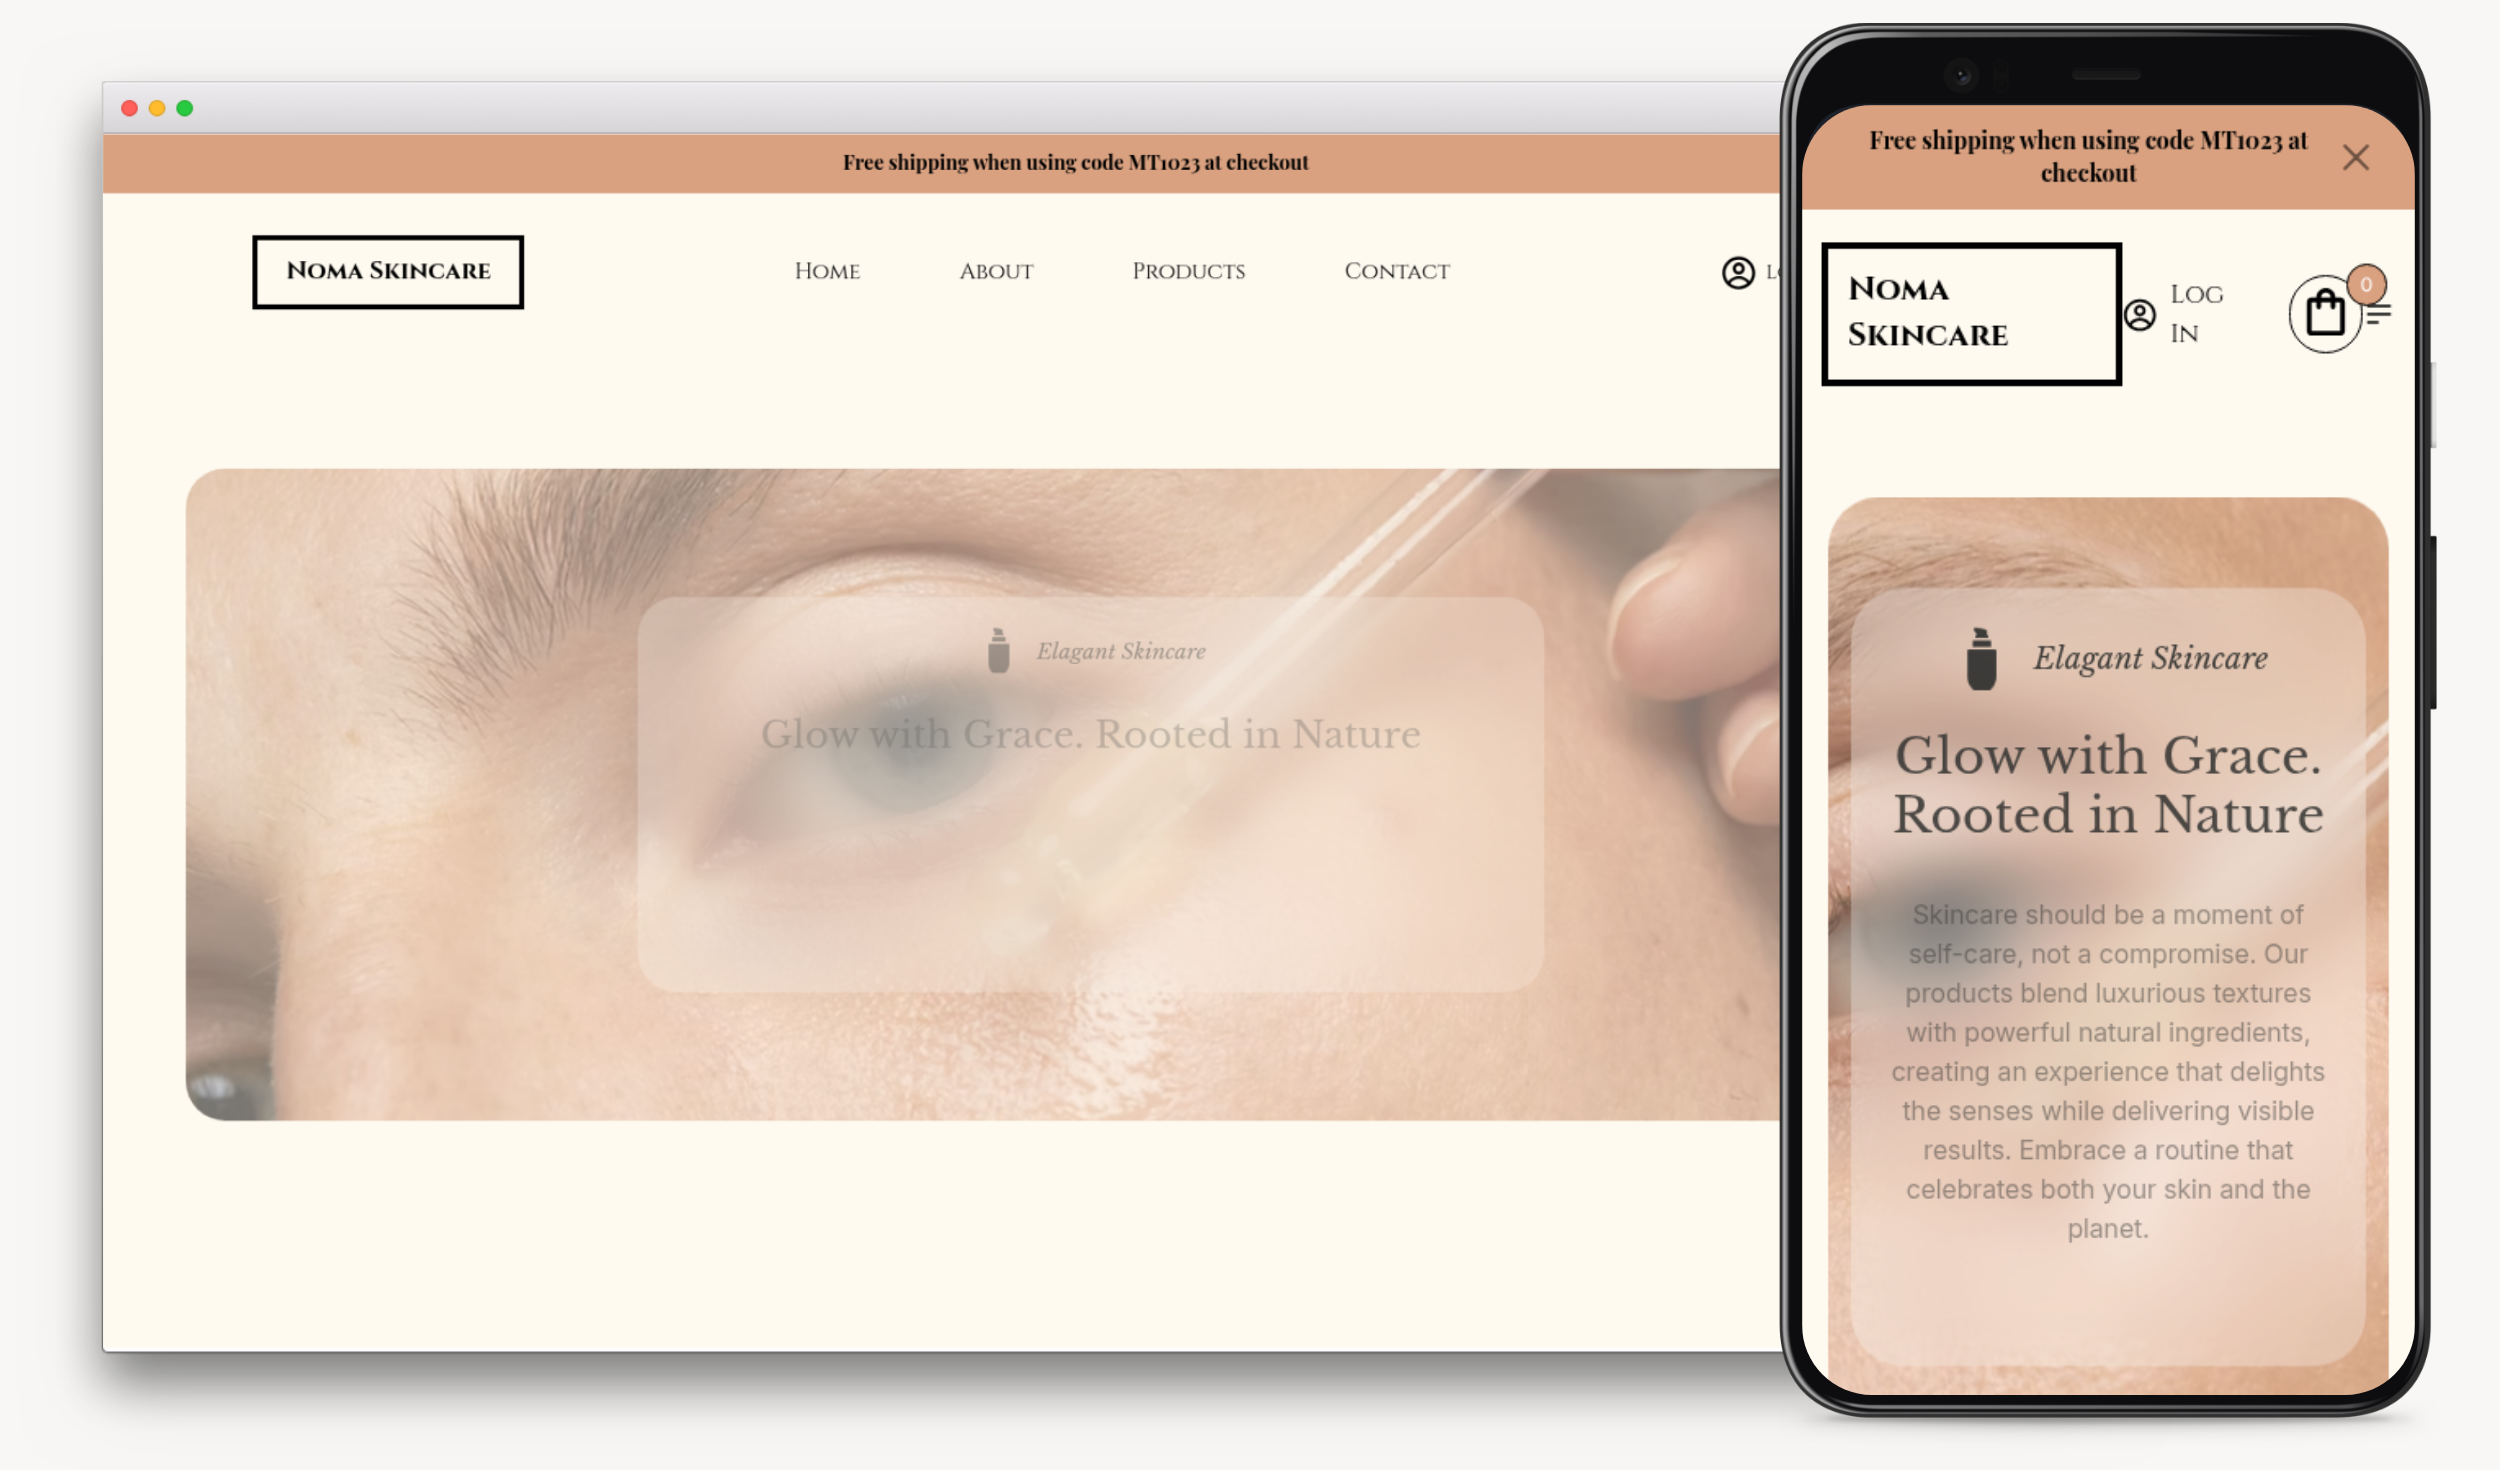 Free shipping when using code MT1023 at checkout
Noma Skincare
Home
About
Products
Contact
Elagant Skincare
Glow with Grace. Rooted in Nature
Free shipping when using code MT1023 at
checkout
Noma
Skincare
Log
In
0
Elagant Skincare
Glow with Grace.
Rooted in Nature
Skincare should be a moment of
self-care, not a compromise. Our
products blend luxurious textures
with powerful natural ingredients,
creating an experience that delights
the senses while delivering visible
results. Embrace a routine that
celebrates both your skin and the
planet.